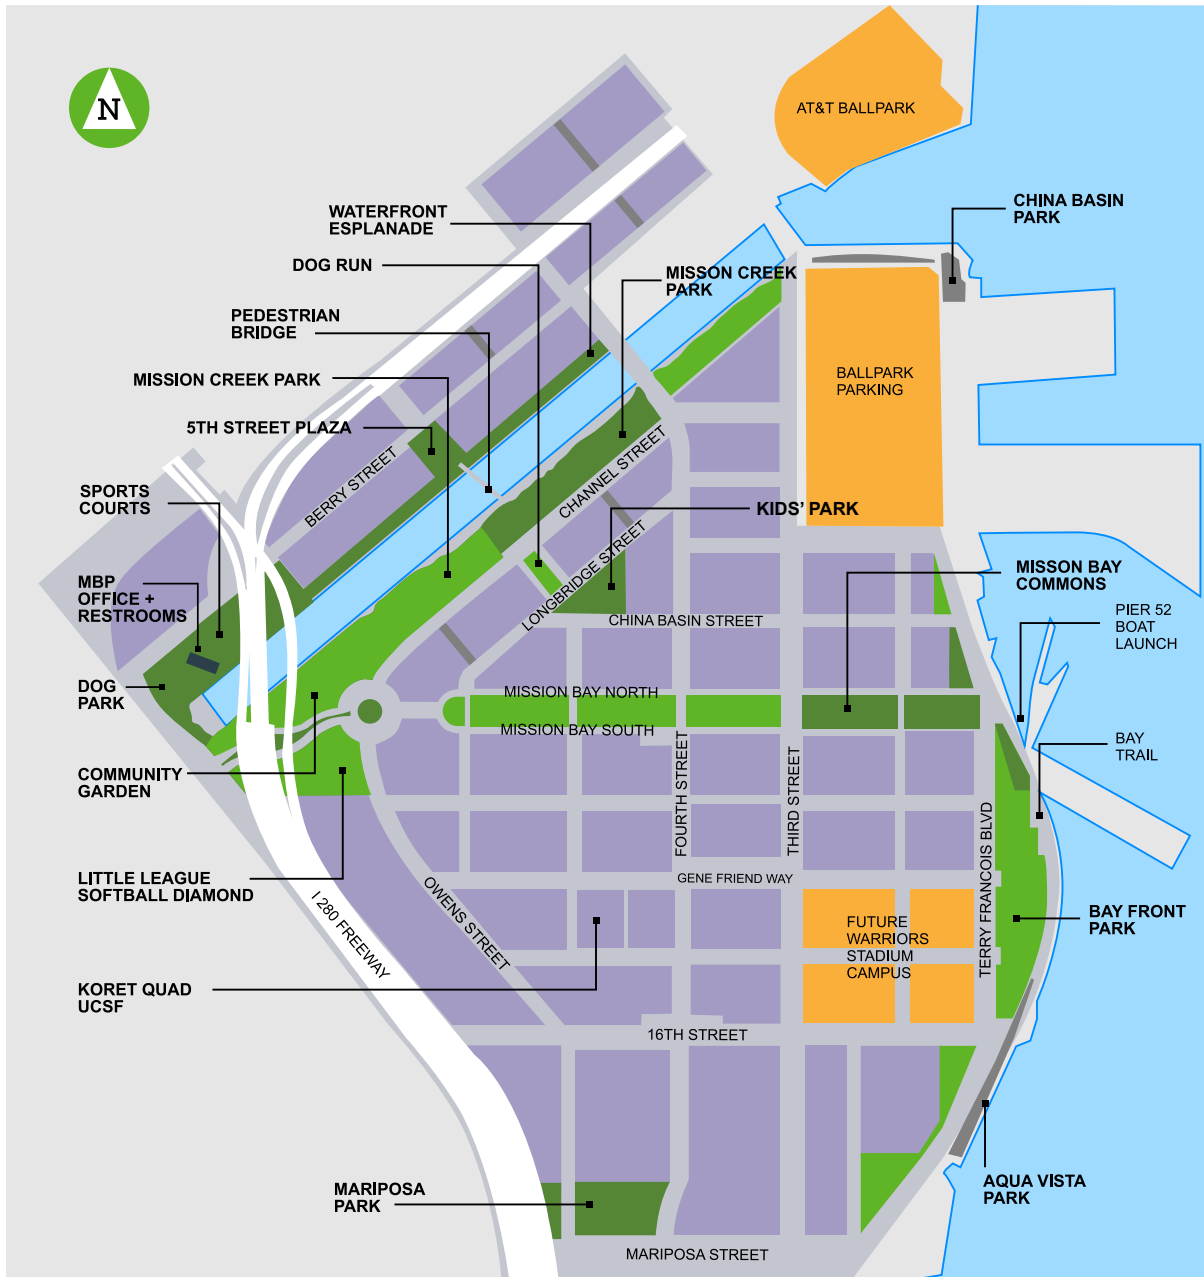 N
AT&T BALLPARK
CHINA BASIN
PARK
WATERFRONT
ESPLANADE
DOG RUN
MISSON CREEK
PARK
PEDESTRIAN
BRIDGE
MISSION CREEK PARK
BALLPARK
PARKING
5TH STREET PLAZA
BERRY STREET
CHANNEL STREET
SPORTS
COURTS
KIDS' PARK
LONGBRIDGE STREET
MBP
OFFICE +
RESTROOMS
MISSON BAY
COMMONS
CHINA BASIN STREET
PIER 52
BOAT
LAUNCH
DOG
PARK
MISSION BAY NORTH
MISSION BAY SOUTH
BAY
TRAIL
COMMUNITY
GARDEN
FOURTH STREET
THIRD STREET
TERRY FRANCOIS BLVD
LITTLE LEAGUE
SOFTBALL DIAMOND
GENE FRIEND WAY
I 280 FREEWAY
OWENS STREET
FUTURE
WARRIORS
STADIUM
CAMPUS
BAY FRONT
PARK
KORET QUAD
UCSF
16TH STREET
MARIPOSA
PARK
AQUA VISTA
PARK
MARIPOSA STREET